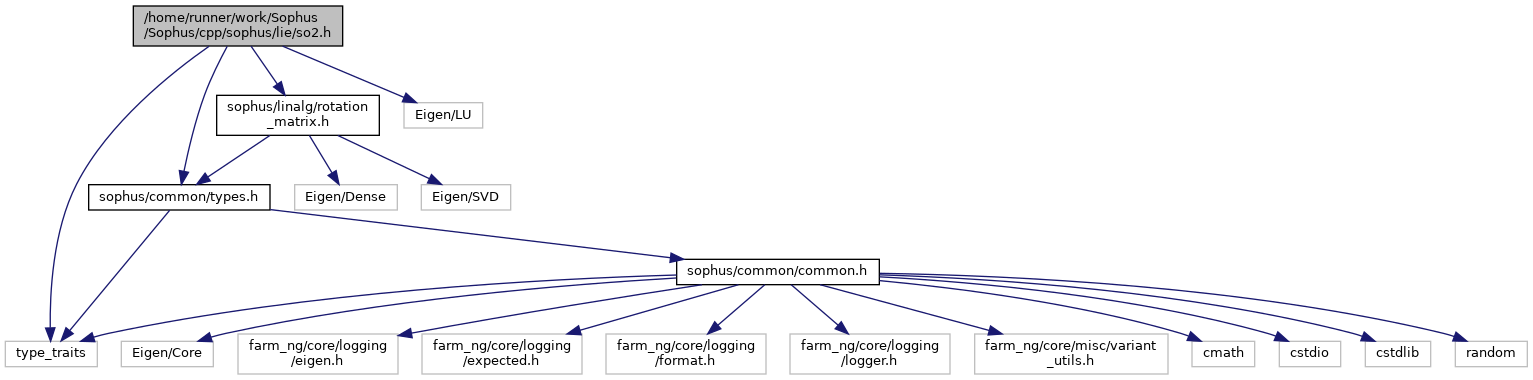 /home/runner/work/Sophus
/Sophus/cpp/sophus/lie/so2.h
sophus/linalg/rotation
_matrix.h
Eigen/LU
sophus/common/types.h
Eigen/Dense
Eigen/SVD
sophus/common/common.h
type_traits
Eigen/Core
farm_ng/core/logging
/eigen.h
farm_ng/core/logging
/expected.h
farm_ng/core/logging
/format.h
farm_ng/core/logging
/logger.h
farm_ng/core/misc/variant
_utils.h
cmath
cstdio
cstdlib
random